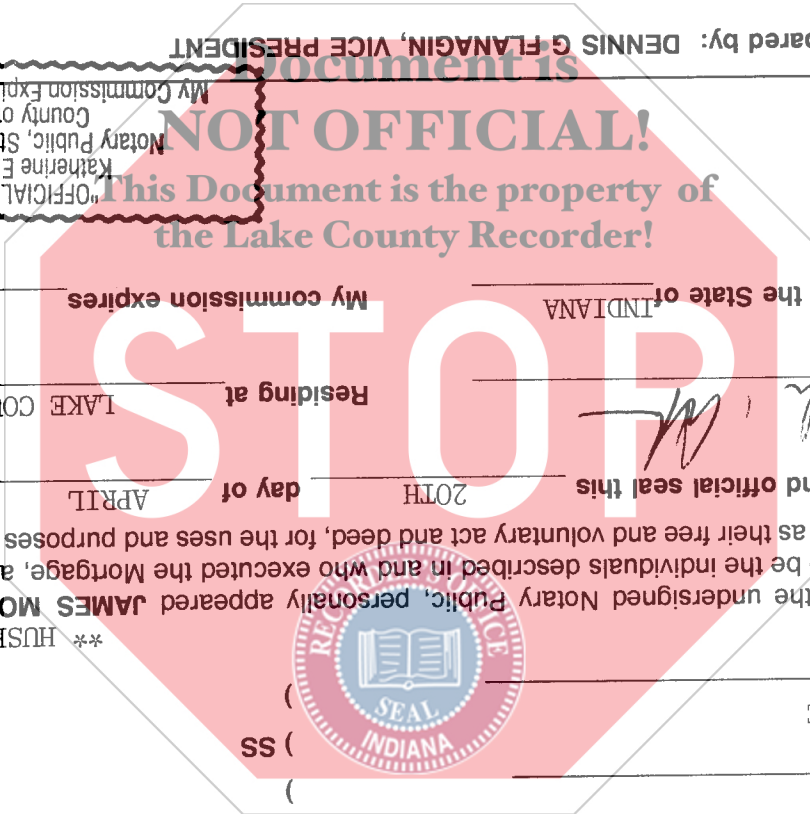 Document is
NOT OFFICIAL!
This Document is the property of
the Lake County Recorder!
STOP
RECORDER'S OFFICE
SEAL
INDIANA
)
) SS
)
** HUSB
the undersigned Notary Public, personally appeared JAMES MO
be the individuals described in and who executed the Mortgage, a
as their free and voluntary act and deed, for the uses and purposes
nd official seal this 20TH day of APRIL
Residing at LAKE COU
the State of INDIANA My commission expires
"OFFICIAL
Katherine E
Notary Public, St
County o
My Commission Expi
pared by: DENNIS G FLANAGIN, VICE PRESIDENT